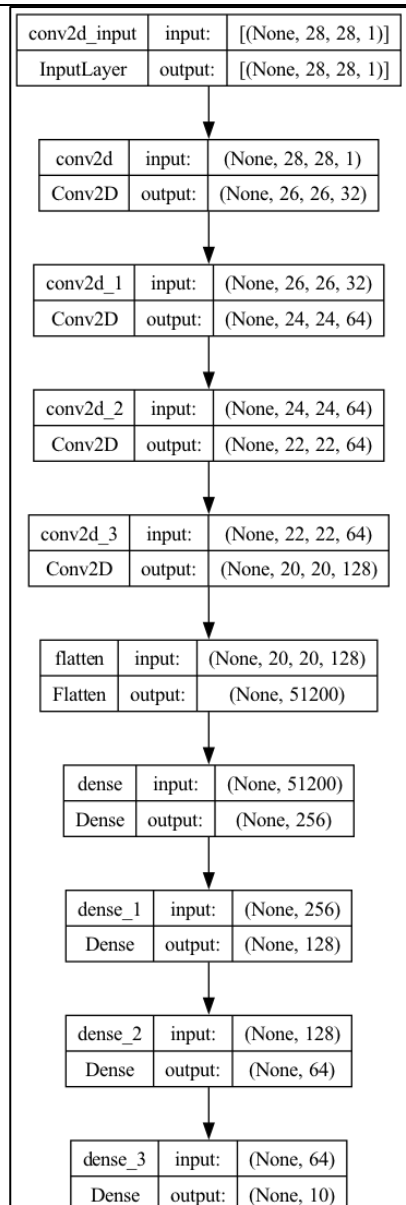 conv2d_input input: [(None, 28, 28, 1)]
InputLayer output: [(None, 28, 28, 1)]
conv2d input: (None, 28, 28, 1)
Conv2D output: (None, 26, 26, 32)
conv2d_1 input: (None, 26, 26, 32)
Conv2D output: (None, 24, 24, 64)
conv2d_2 input: (None, 24, 24, 64)
Conv2D output: (None, 22, 22, 64)
conv2d_3 input: (None, 22, 22, 64)
Conv2D output: (None, 20, 20, 128)
flatten input: (None, 20, 20, 128)
Flatten output: (None, 51200)
dense input: (None, 51200)
Dense output: (None, 256)
dense_1 input: (None, 256)
Dense output: (None, 128)
dense_2 input: (None, 128)
Dense output: (None, 64)
dense_3 input: (None, 64)
Dense output: (None, 10)